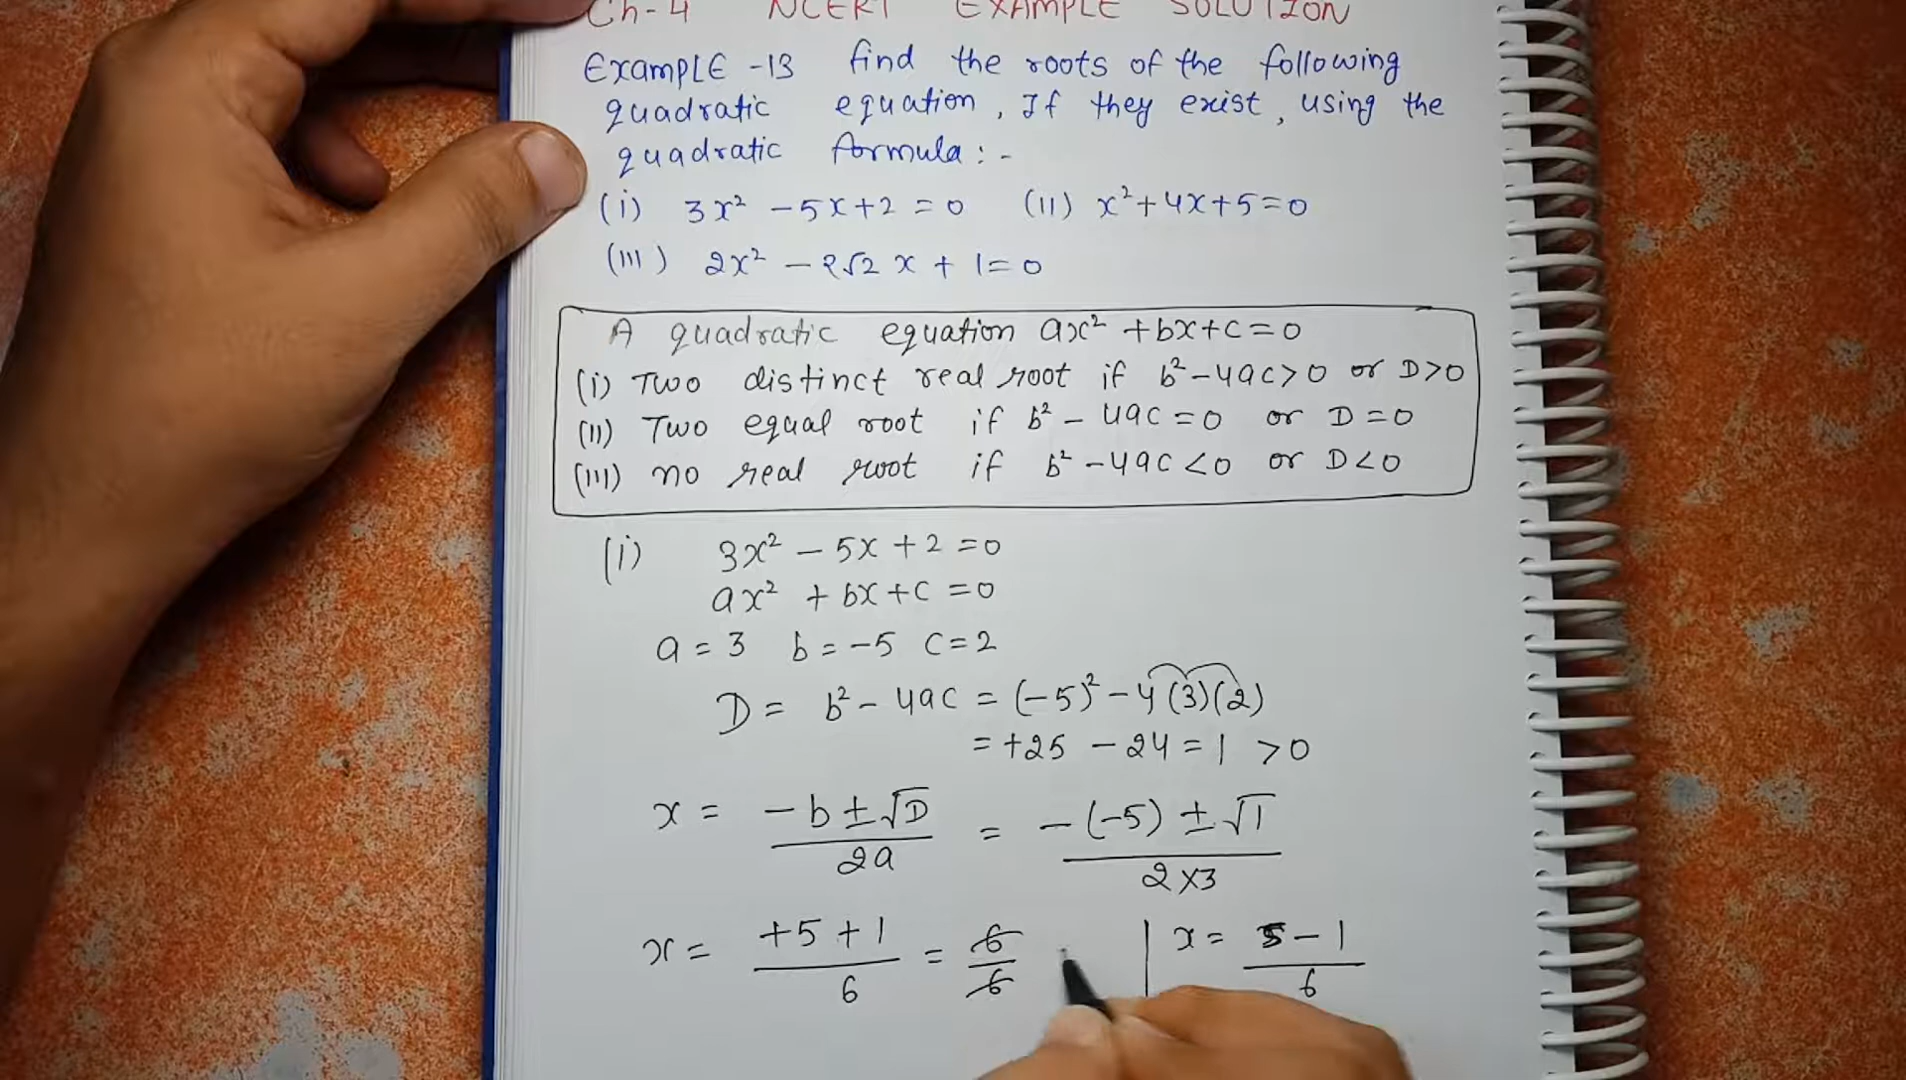 Ch-4 NCERT EXAMPLE SOLUTION
ExamplE -13 find the roots of the following
quadratic equation, If they exist, using the
quadratic formula:-
(i) 3x² - 5x + 2 = 0 (II) x² + 4x + 5 = 0
(III) 2x² - 2√2 x + 1 = 0
A quadratic equation ax² + bx + c = 0
(i) Two distinct real root if b² - 4ac > 0 or D > 0
(II) Two equal root if b² - 4ac = 0 or D = 0
(III) no real root if b² - 4ac < 0 or D < 0
(i) 3x² - 5x + 2 = 0
ax² + bx + c = 0
a = 3 b = -5 c = 2
D = b² - 4ac = (-5)² - 4(3)(2)
= +25 - 24 = 1 > 0
x = (-b ± √D)/2a = (-(-5) ± √1)/(2×3)
x = (+5 + 1)/6 = 6/6 | x = (5 - 1)/6